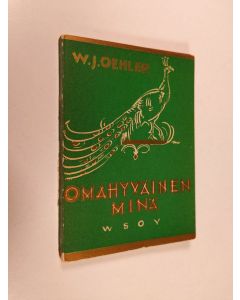 W.J. OEHLER
OMAHYVÄINEN
MINÄ
WSOY